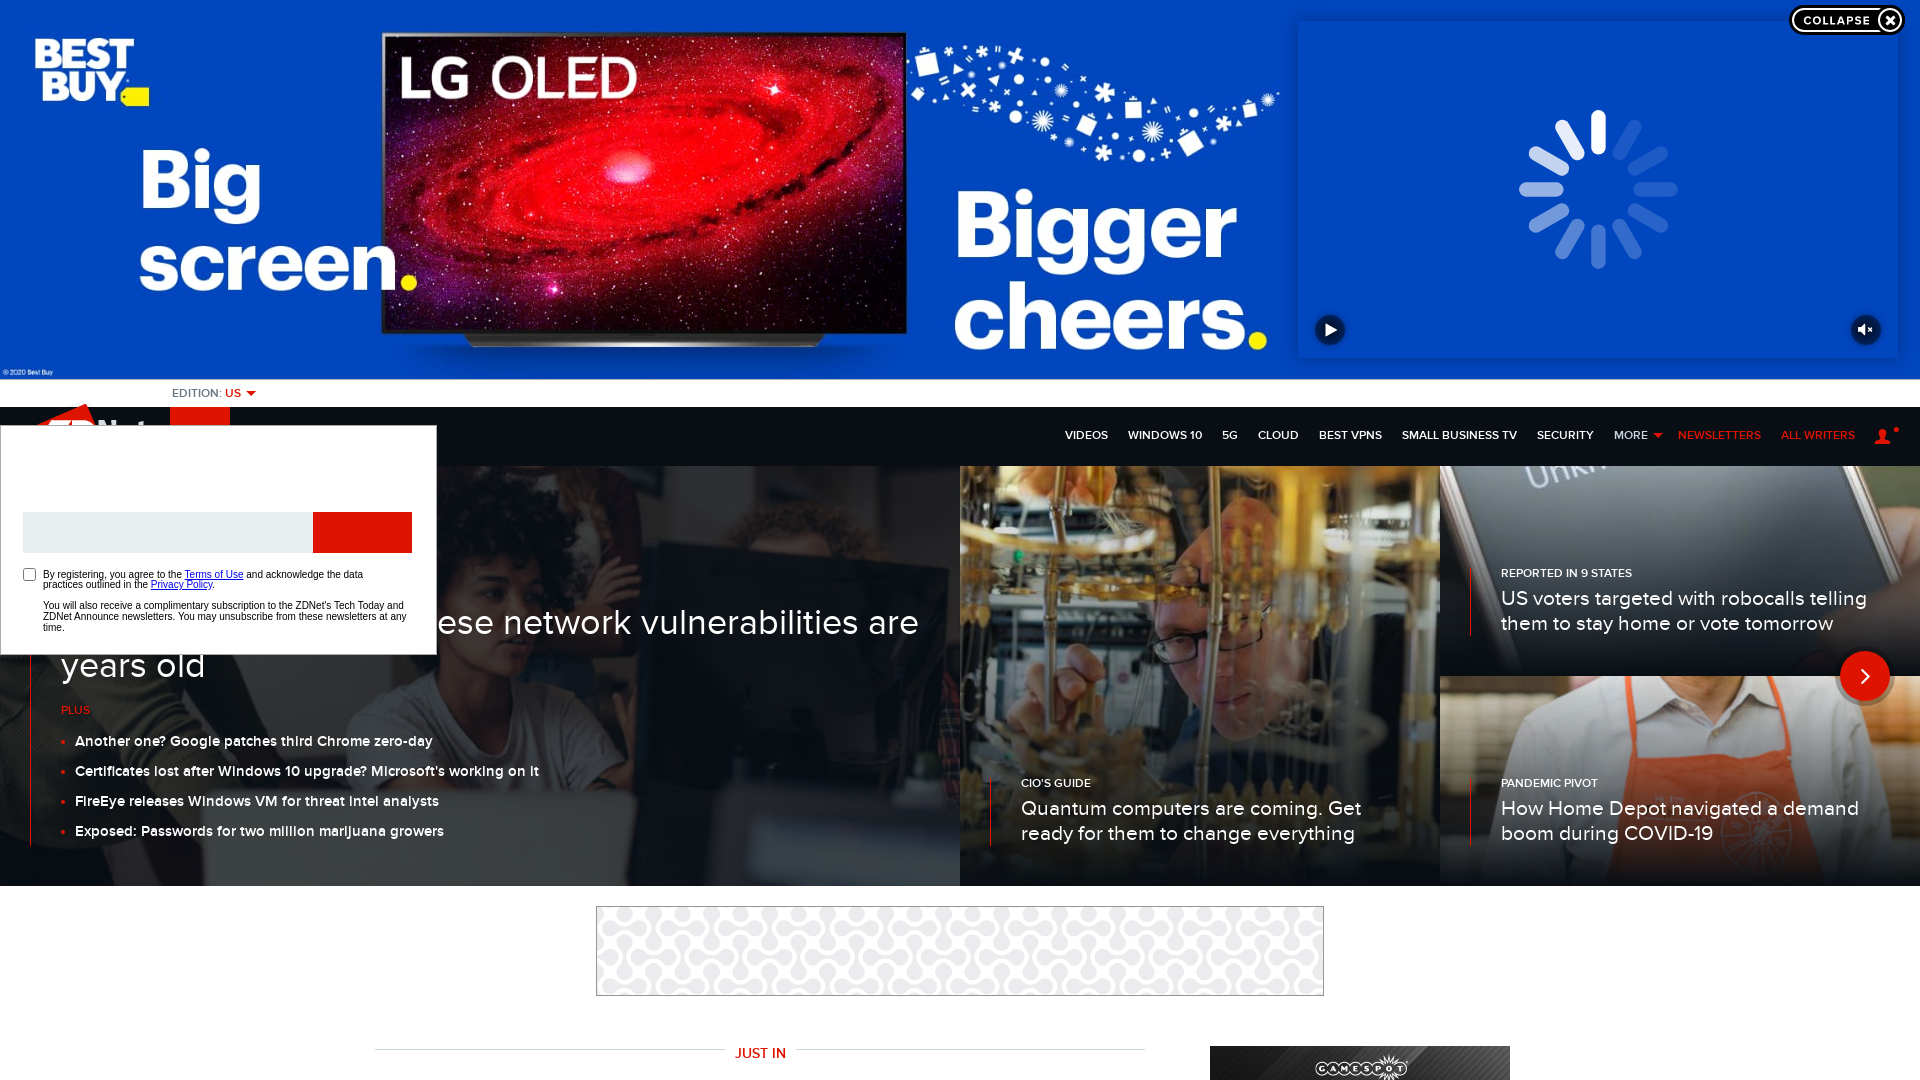 COLLAPSE
BEST
BUY
LG OLED
Big
screen.
Bigger
cheers.
© 2020 Best Buy
EDITION: US
VIDEOS
WINDOWS 10
5G
CLOUD
BEST VPNS
SMALL BUSINESS TV
SECURITY
MORE
NEWSLETTERS
ALL WRITERS
By registering, you agree to the Terms of Use and acknowledge the data
practices outlined in the Privacy Policy.
You will also receive a complimentary subscription to the ZDNet's Tech Today and
ZDNet Announce newsletters. You may unsubscribe from these newsletters at any
time.
ese network vulnerabilities are
years old
PLUS
Another one? Google patches third Chrome zero-day
Certificates lost after Windows 10 upgrade? Microsoft's working on it
FireEye releases Windows VM for threat intel analysts
Exposed: Passwords for two million marijuana growers
CIO'S GUIDE
Quantum computers are coming. Get
ready for them to change everything
REPORTED IN 9 STATES
US voters targeted with robocalls telling
them to stay home or vote tomorrow
PANDEMIC PIVOT
How Home Depot navigated a demand
boom during COVID-19
JUST IN
GAMESPOT